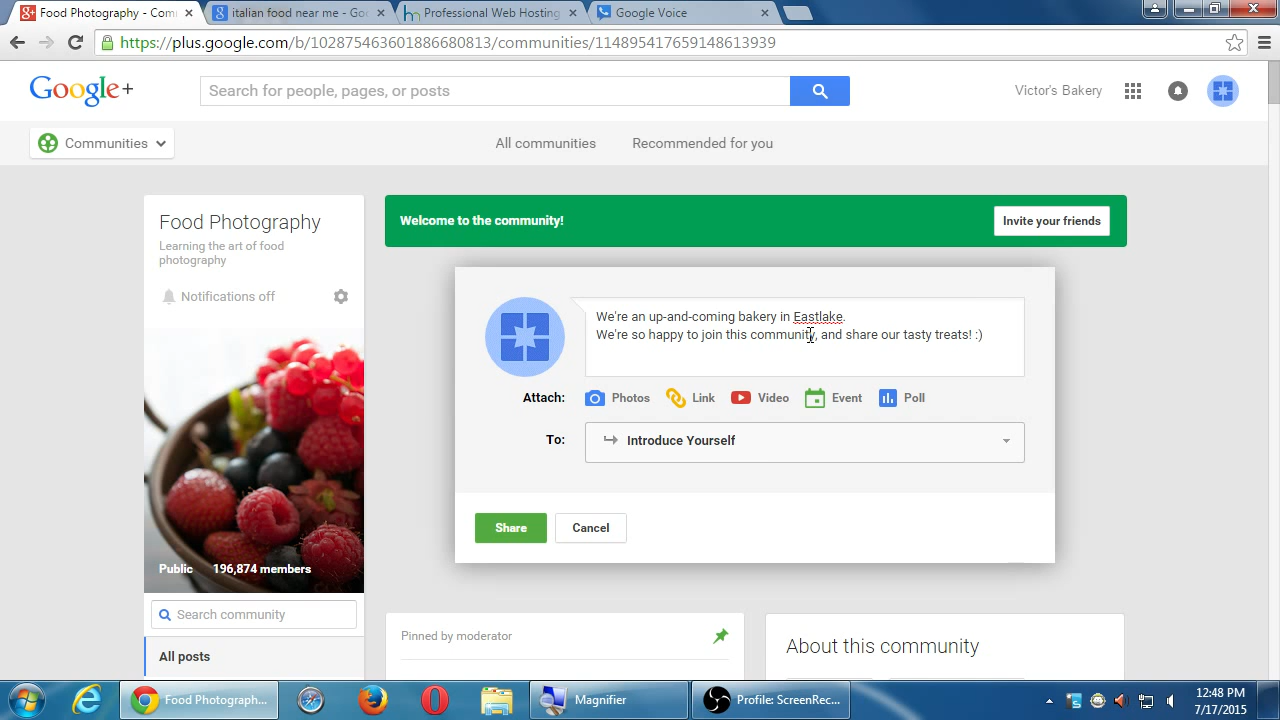 Food Photography - Com
italian food near me - Go
Professional Web Hosting
Google Voice
https://plus.google.com/b/102875463601886680813/communities/114895417659148613939
Google+
Search for people, pages, or posts
Victor's Bakery
Communities
All communities
Recommended for you
Food Photography
Learning the art of food
photography
Notifications off
Public 196,874 members
Search community
All posts
Welcome to the community!
Invite your friends
We're an up-and-coming bakery in Eastlake.
We're so happy to join this community, and share our tasty treats! :)
Attach: Photos Link Video Event Poll
To: Introduce Yourself
Share Cancel
Pinned by moderator
About this community
Food Photograph...
Magnifier
Profile: ScreenRec...
12:48 PM
7/17/2015